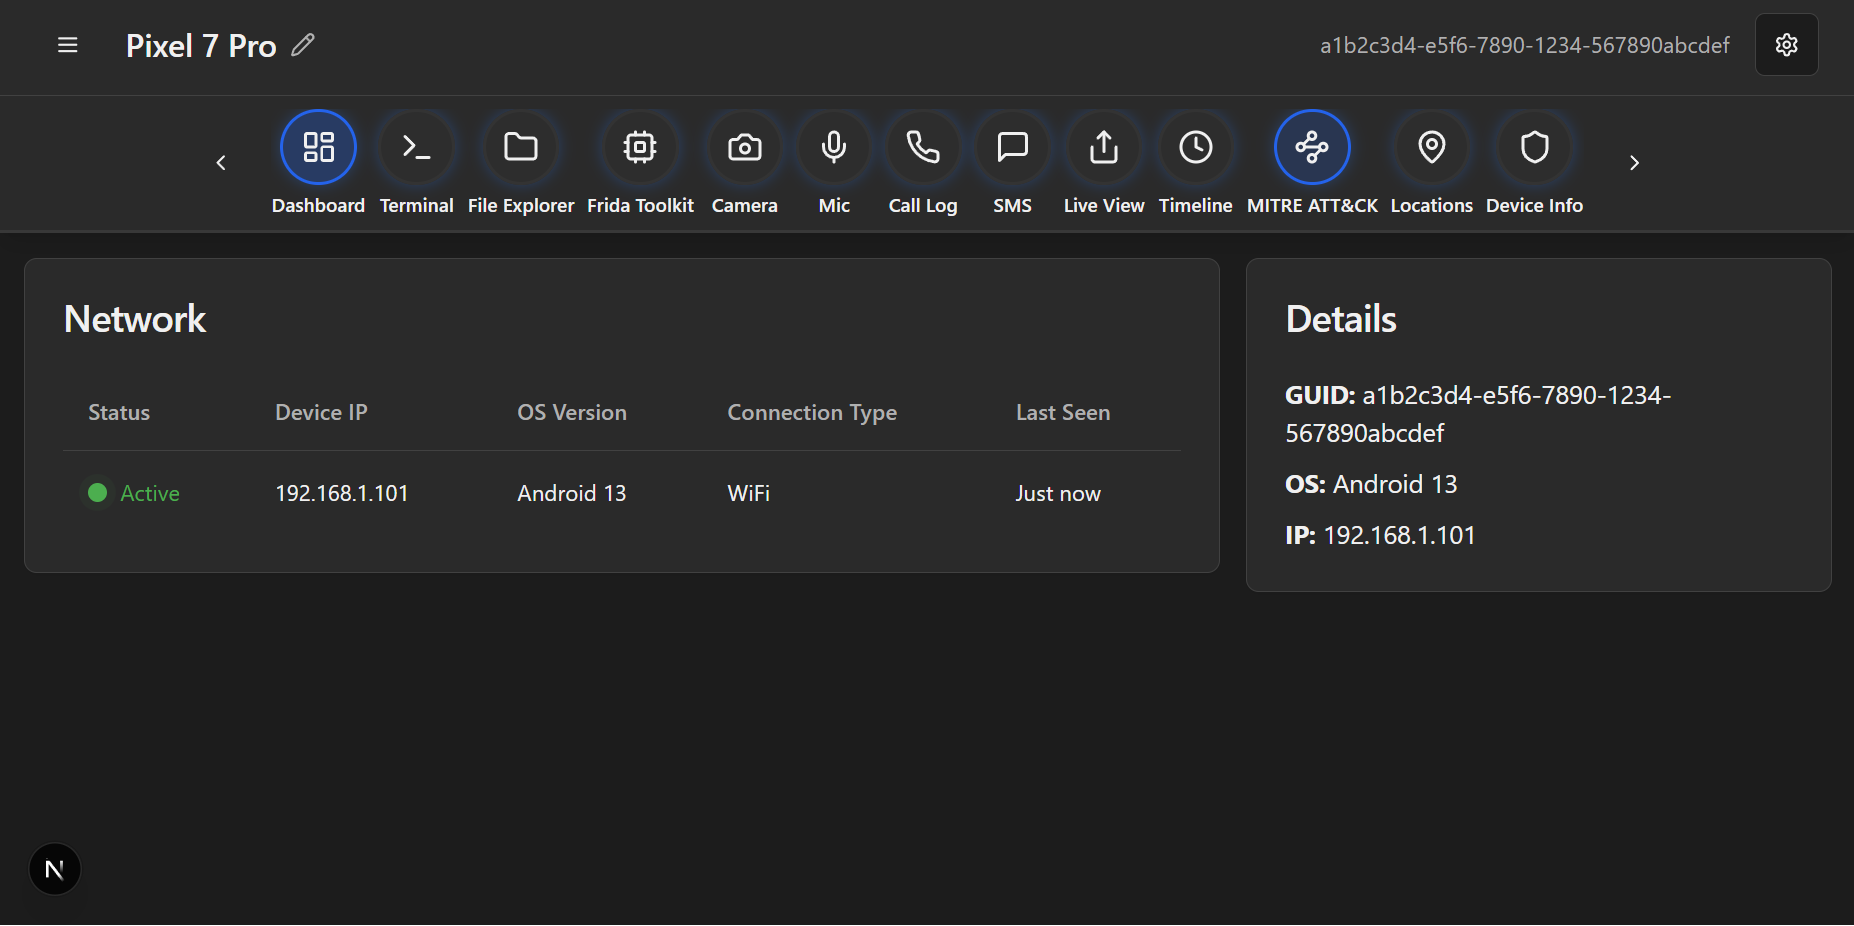 Pixel 7 Pro
a1b2c3d4-e5f6-7890-1234-567890abcdef
Dashboard Terminal File Explorer Frida Toolkit Camera Mic Call Log SMS Live View Timeline MITRE ATT&CK Locations Device Info
Network
Status Device IP OS Version Connection Type Last Seen
Active 192.168.1.101 Android 13 WiFi Just now
Details
GUID: a1b2c3d4-e5f6-7890-1234-
567890abcdef
OS: Android 13
IP: 192.168.1.101
N